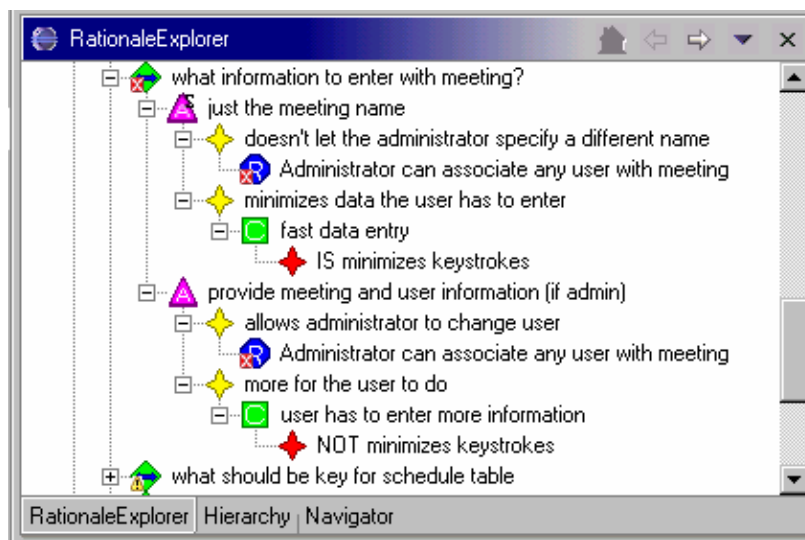 RationaleExplorer
what information to enter with meeting?
S
A just the meeting name
doesn't let the administrator specify a different name
R Administrator can associate any user with meeting
minimizes data the user has to enter
C fast data entry
IS minimizes keystrokes
A provide meeting and user information (if admin)
allows administrator to change user
R Administrator can associate any user with meeting
more for the user to do
C user has to enter more information
NOT minimizes keystrokes
what should be key for schedule table
RationaleExplorer Hierarchy Navigator